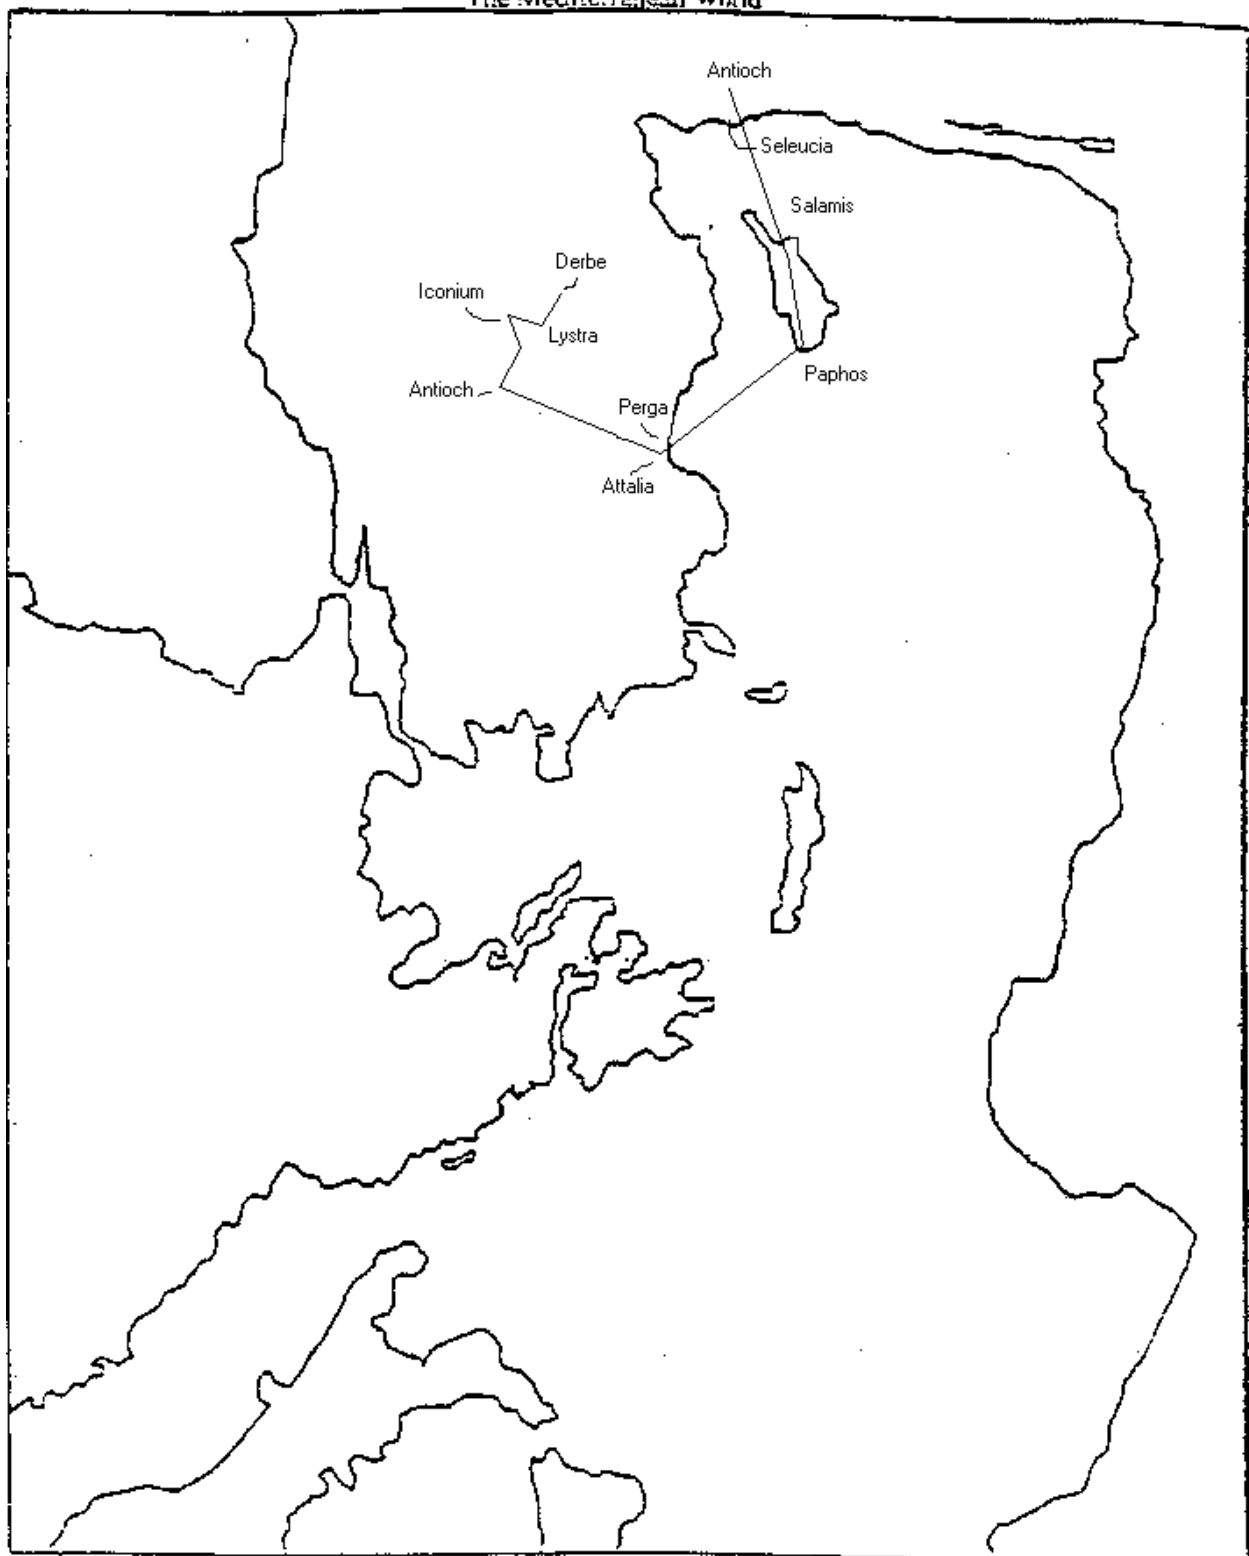 Antioch
Seleucia
Salamis
Derbe
Iconium
Lystra
Paphos
Antioch
Perga
Attalia